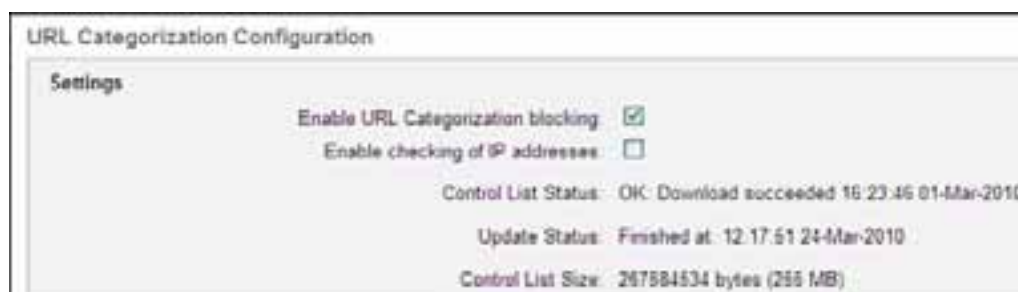 URL Categorization Configuration
Settings
Enable URL Categorization blocking:
Enable checking of IP addresses:
Control List Status: OK: Download succeeded 16:23:46 01-Mar-2010
Update Status: Finished at: 12:17:51 24-Mar-2010
Control List Size: 267584534 bytes (255 MB)